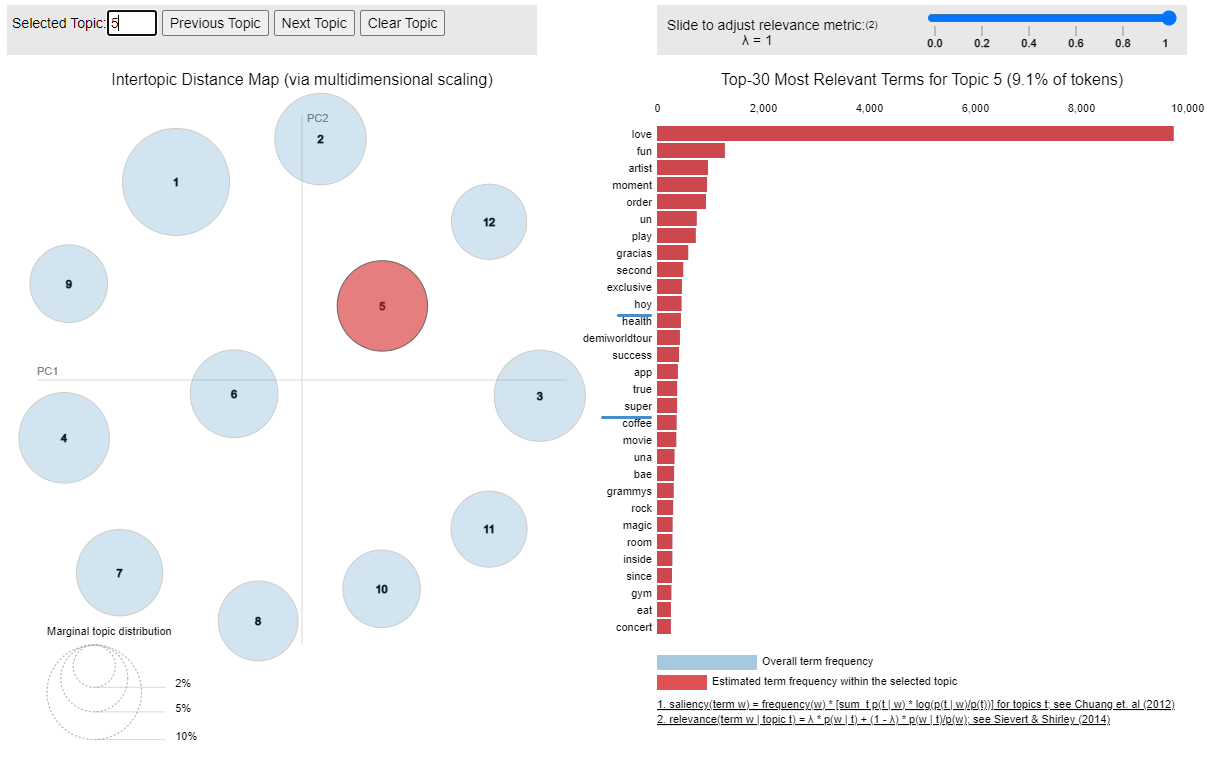 Selected Topic: 5 Previous Topic Next Topic Clear Topic
Slide to adjust relevance metric:(2)
λ = 1
0.0 0.2 0.4 0.6 0.8 1
Intertopic Distance Map (via multidimensional scaling)
PC2
2
1
12
9
5
PC1
6
3
4
11
7
10
8
Marginal topic distribution
2%
5%
10%
Top-30 Most Relevant Terms for Topic 5 (9.1% of tokens)
0 2,000 4,000 6,000 8,000 10,000
love
fun
artist
moment
order
un
play
gracias
second
exclusive
hoy
health
demiworldtour
success
app
true
super
coffee
movie
una
bae
grammys
rock
magic
room
inside
since
gym
eat
concert
Overall term frequency
Estimated term frequency within the selected topic
1. saliency(term w) = frequency(w) * [sum_t p(t | w) * log(p(t | w)/p(t))] for topics t; see Chuang et. al (2012)
2. relevance(term w | topic t) = λ * p(w | t) + (1 - λ) * p(w | t)/p(w); see Sievert & Shirley (2014)